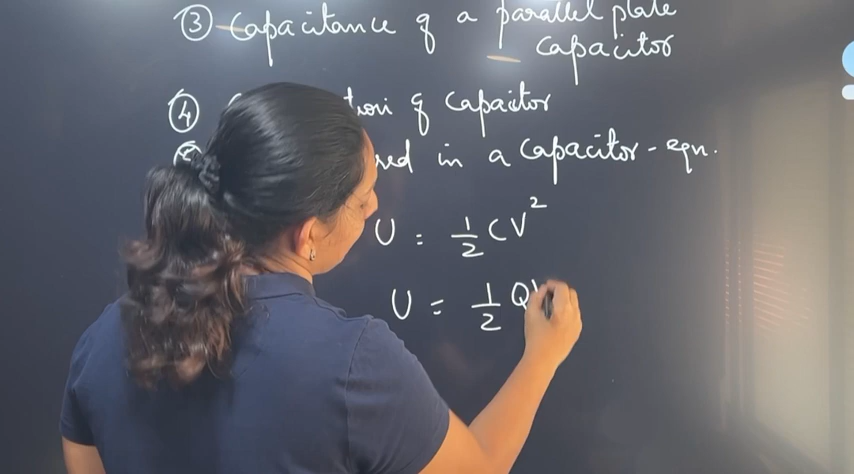 ③ Capacitance of a parallel plate
capacitor
④ of capacitor
in a capacitor - eqn.
U = 1/2 CV²
U = 1/2 Q